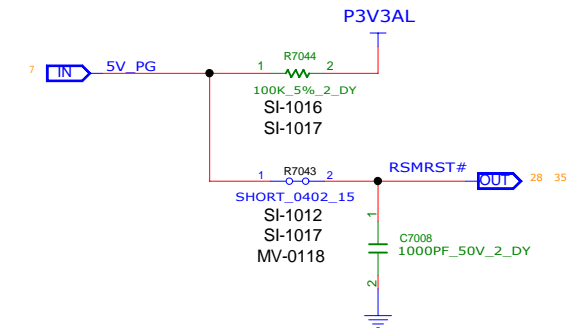 P3V3AL
R7044
7 IN 5V_PG 1 2
100K_5%_2_DY
SI-1016
SI-1017
RSMRST#
1 R7043 2 OUT 28 35
SHORT_0402_15
SI-1012
SI-1017
MV-0118
1
C7008
1000PF_50V_2_DY
2